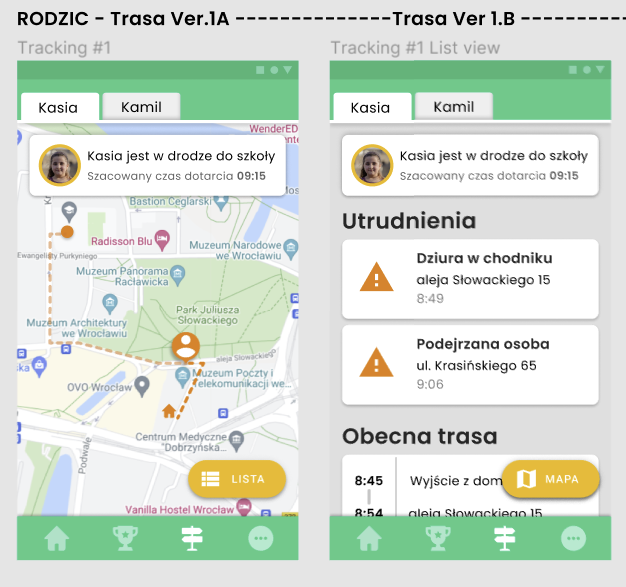 RODZIC - Trasa Ver.1A --------------Trasa Ver 1.B --------
Tracking #1
Kasia
Kamil
WenderED
Kasia jest w drodze do szkoły
Szacowany czas dotarcia 09:15
Bastion Ceglarski
Radisson Blu
Ewangelisty Purkyniego
Muzeum Narodowe
we Wrocławiu
Muzeum Panorama
Racławicka
Park Juliusza
Słowackiego
Muzeum Architektury
we Wrocławiu
aleja Słowackiego
Muzeum Poczty i
Telekomunikacji we...
OVO Wrocław
Podwale
Centrum Medyczne
"Dobrzyńska...
LISTA
Vanilla Hostel Wrocław
Tracking #1 List view
Kasia
Kamil
Kasia jest w drodze do szkoły
Szacowany czas dotarcia 09:15
Utrudnienia
Dziura w chodniku
aleja Słowackiego 15
8:49
Podejrzana osoba
ul. Krasińskiego 65
9:06
Obecna trasa
8:45 Wyjście z dom
MAPA
8:54 aleja Słowackiego 15